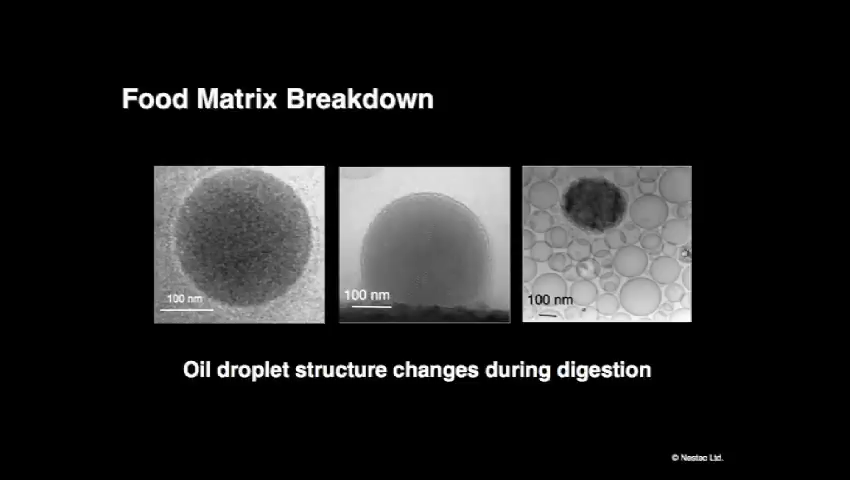 Food Matrix Breakdown
100 nm
100 nm
100 nm
Oil droplet structure changes during digestion
© Nestec Ltd.